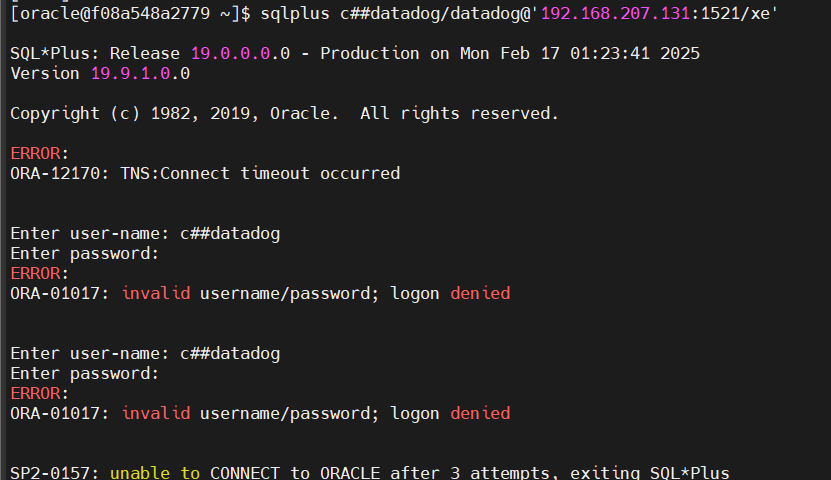 [oracle@f08a548a2779 ~]$ sqlplus c##datadog/datadog@'192.168.207.131:1521/xe'
SQL*Plus: Release 19.0.0.0.0 - Production on Mon Feb 17 01:23:41 2025
Version 19.9.1.0.0
Copyright (c) 1982, 2019, Oracle.  All rights reserved.
ERROR:
ORA-12170: TNS:Connect timeout occurred
Enter user-name: c##datadog
Enter password:
ERROR:
ORA-01017: invalid username/password; logon denied
Enter user-name: c##datadog
Enter password:
ERROR:
ORA-01017: invalid username/password; logon denied
SP2-0157: unable to CONNECT to ORACLE after 3 attempts, exiting SQL*Plus